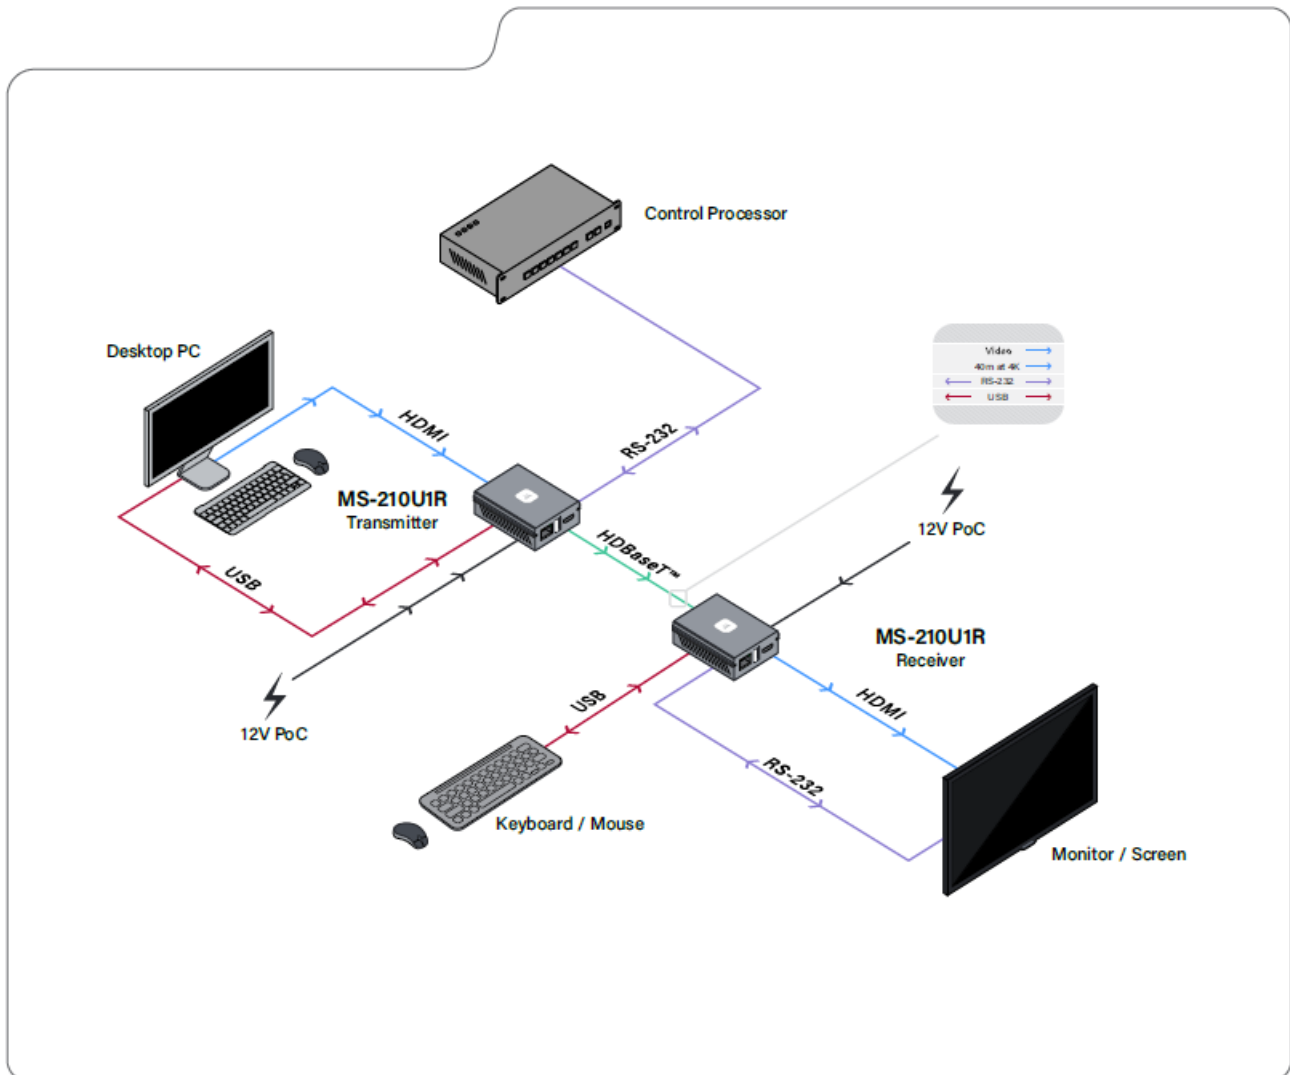 Control Processor
Desktop PC
Video
40m at 4K
RS-232
USB
HDMI
RS-232
MS-210U1R
Transmitter
12V PoC
HDBaseT™
USB
MS-210U1R
Receiver
USB
HDMI
12V PoC
RS-232
Keyboard / Mouse
Monitor / Screen